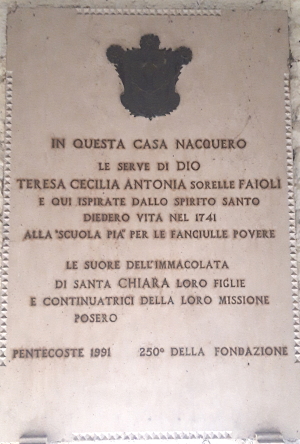 IN QUESTA CASA NACQUERO
LE SERVE DI DIO
TERESA CECILIA ANTONIA SORELLE FAIOLI
E QUI ISPIRATE DALLO SPIRITO SANTO
DIEDERO VITA NEL 1741
ALLA "SCUOLA PIA" PER LE FANCIULLE POVERE
LE SUORE DELL'IMMACOLATA
DI SANTA CHIARA LORO FIGLIE
E CONTINUATRICI DELLA LORO MISSIONE
POSERO
PENTECOSTE 1991 250° DELLA FONDAZIONE